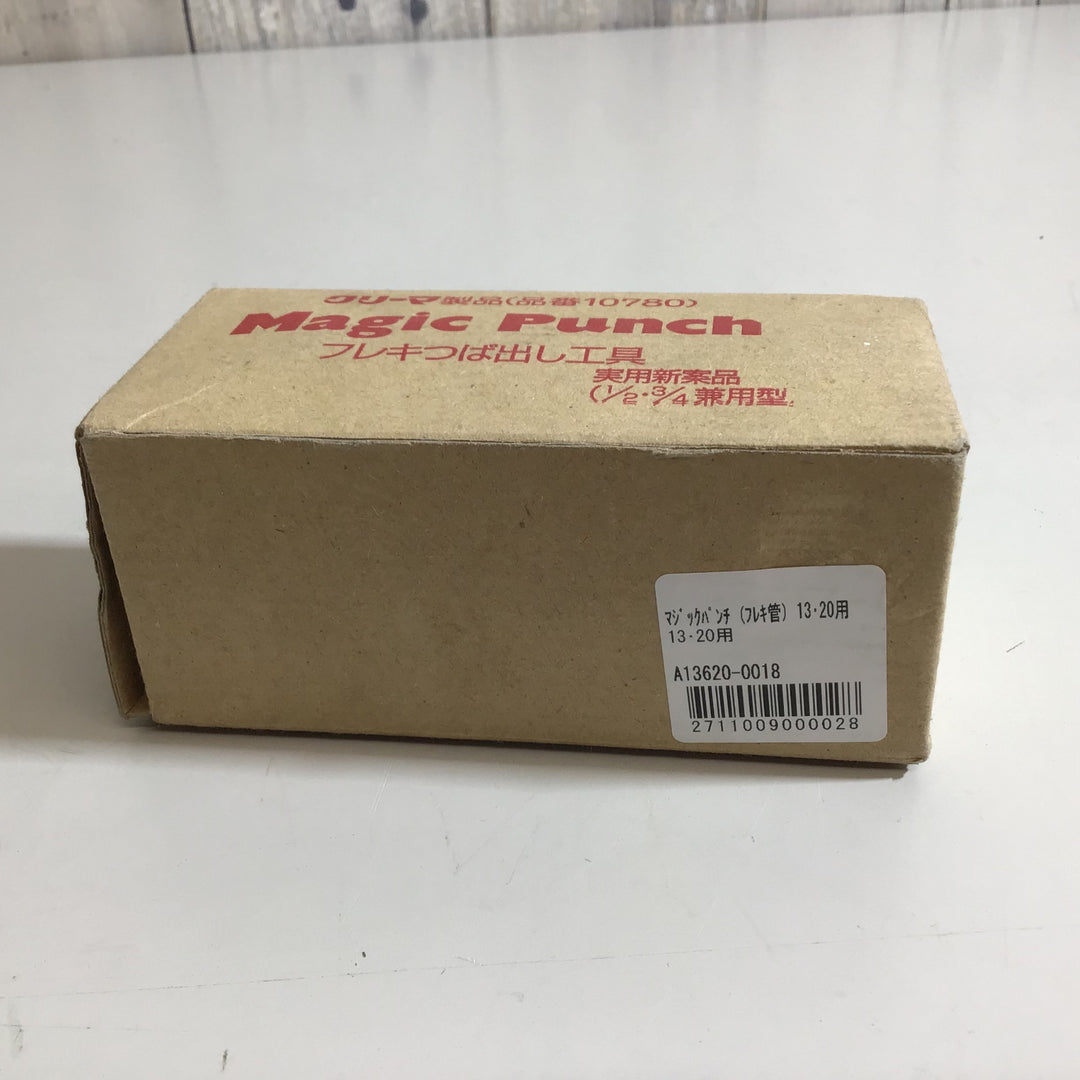 クリーマ製品(品番10780)
Magic Punch
フレキつば出し工具
実用新案品
(1/2・3/4兼用型
ﾏｼﾞｯｸﾊﾟﾝﾁ (ﾌﾚｷ管) 13･20用
13･20用
A13620-0018
2711009000028